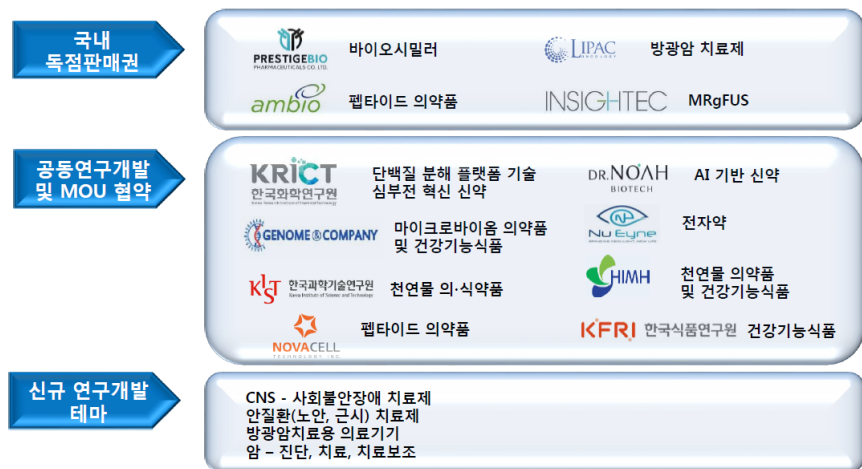 국내
독점판매권
PRESTIGEBIO
PHARMACEUTICALS CO. LTD.
바이오시밀러
LIPAC
ONCOLOGY
방광암 치료제
ambio
펩타이드 의약품
INSIGHTEC
MRgFUS
공동연구개발
및 MOU 협약
KRICT
한국화학연구원
단백질 분해 플랫폼 기술
심부전 혁신 신약
DR.NOAH
BIOTECH
AI 기반 신약
GENOME & COMPANY
마이크로바이옴 의약품
및 건강기능식품
Nu Eyne
전자약
KIST 한국과학기술연구원
Korea Institute of Science and Technology
천연물 의·식약품
HIMH
천연물 의약품
및 건강기능식품
NOVACELL
TECHNOLOGY INC.
펩타이드 의약품
KFRI 한국식품연구원
건강기능식품
신규 연구개발
테마
CNS - 사회불안장애 치료제
안질환(노안, 근시) 치료제
방광암치료용 의료기기
암 – 진단, 치료, 치료보조